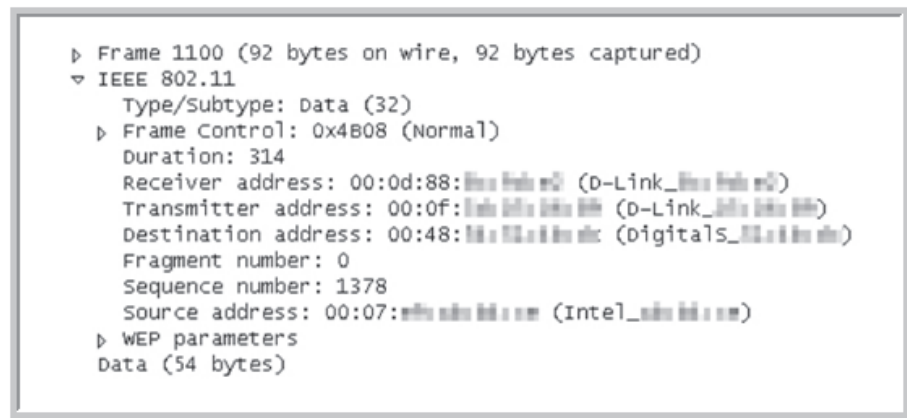 Frame 1100 (92 bytes on wire, 92 bytes captured)
IEEE 802.11
Type/Subtype: Data (32)
Frame Control: 0x4B08 (Normal)
Duration: 314
Receiver address: 00:0d:88: (D-Link_)
Transmitter address: 00:0f: (D-Link_)
Destination address: 00:48: (DigitalS_)
Fragment number: 0
Sequence number: 1378
Source address: 00:07: (Intel_)
WEP parameters
Data (54 bytes)